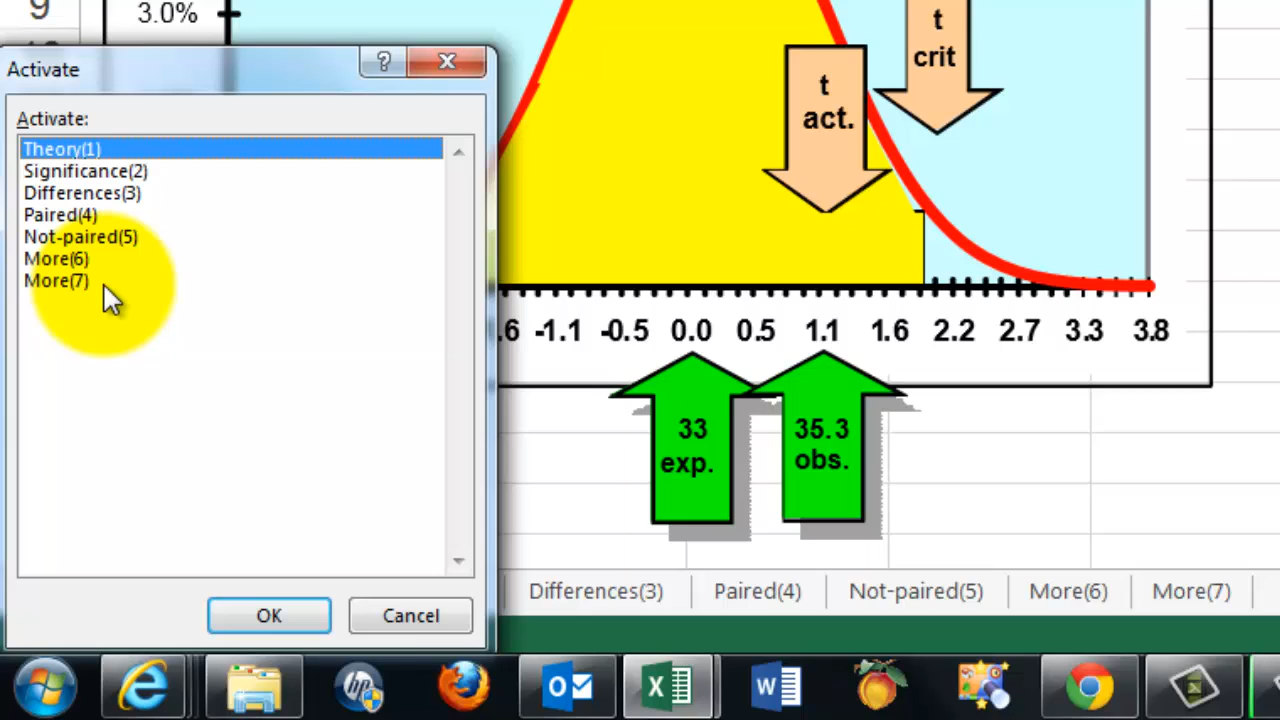 9
3.0%
Activate
?
Activate:
Theory(1)
Significance(2)
Differences(3)
Paired(4)
Not-paired(5)
More(6)
More(7)
OK
Cancel
t
crit
t
act.
.6 -1.1 -0.5 0.0 0.5 1.1 1.6 2.2 2.7 3.3 3.8
33
exp.
35.3
obs.
Differences(3) Paired(4) Not-paired(5) More(6) More(7)
hp
O
X
W